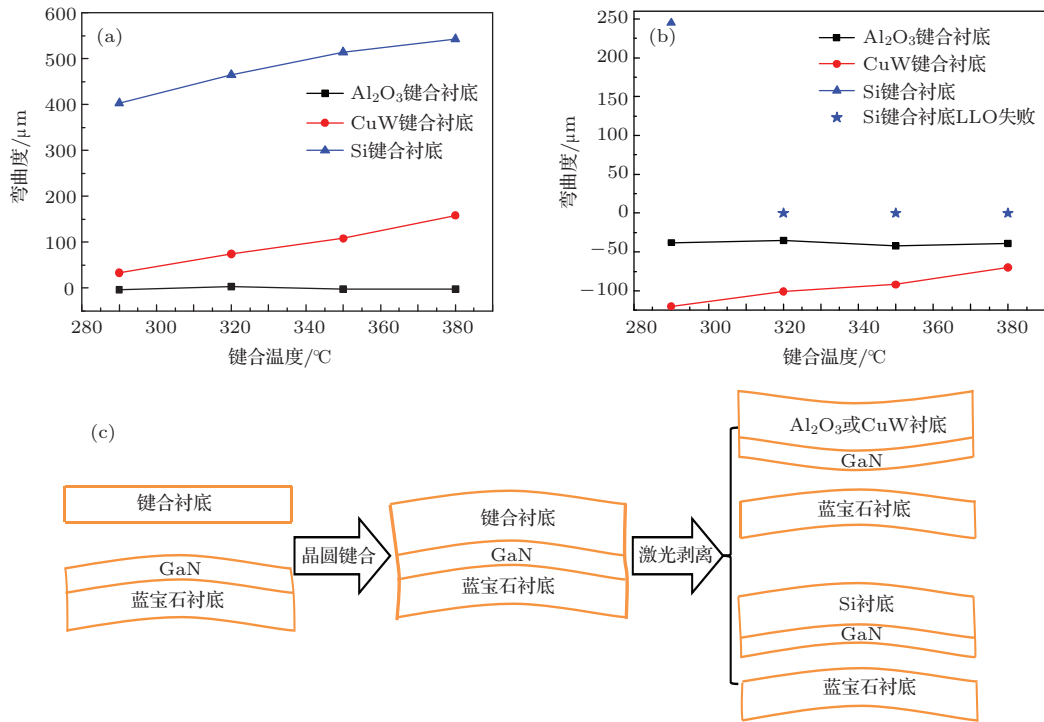 (a)
600
500
400
300
200
100
0
弯曲度/μm
Al₂O₃键合衬底
CuW键合衬底
Si键合衬底
280 300 320 340 360 380
键合温度/℃
(b)
250
200
150
100
50
0
−50
−100
弯曲度/μm
Al₂O₃键合衬底
CuW键合衬底
Si键合衬底
Si键合衬底LLO失败
280 300 320 340 360 380
键合温度/℃
(c)
键合衬底
GaN
蓝宝石衬底
晶圆键合
键合衬底
GaN
蓝宝石衬底
激光剥离
Al₂O₃或CuW衬底
GaN
蓝宝石衬底
Si衬底
GaN
蓝宝石衬底